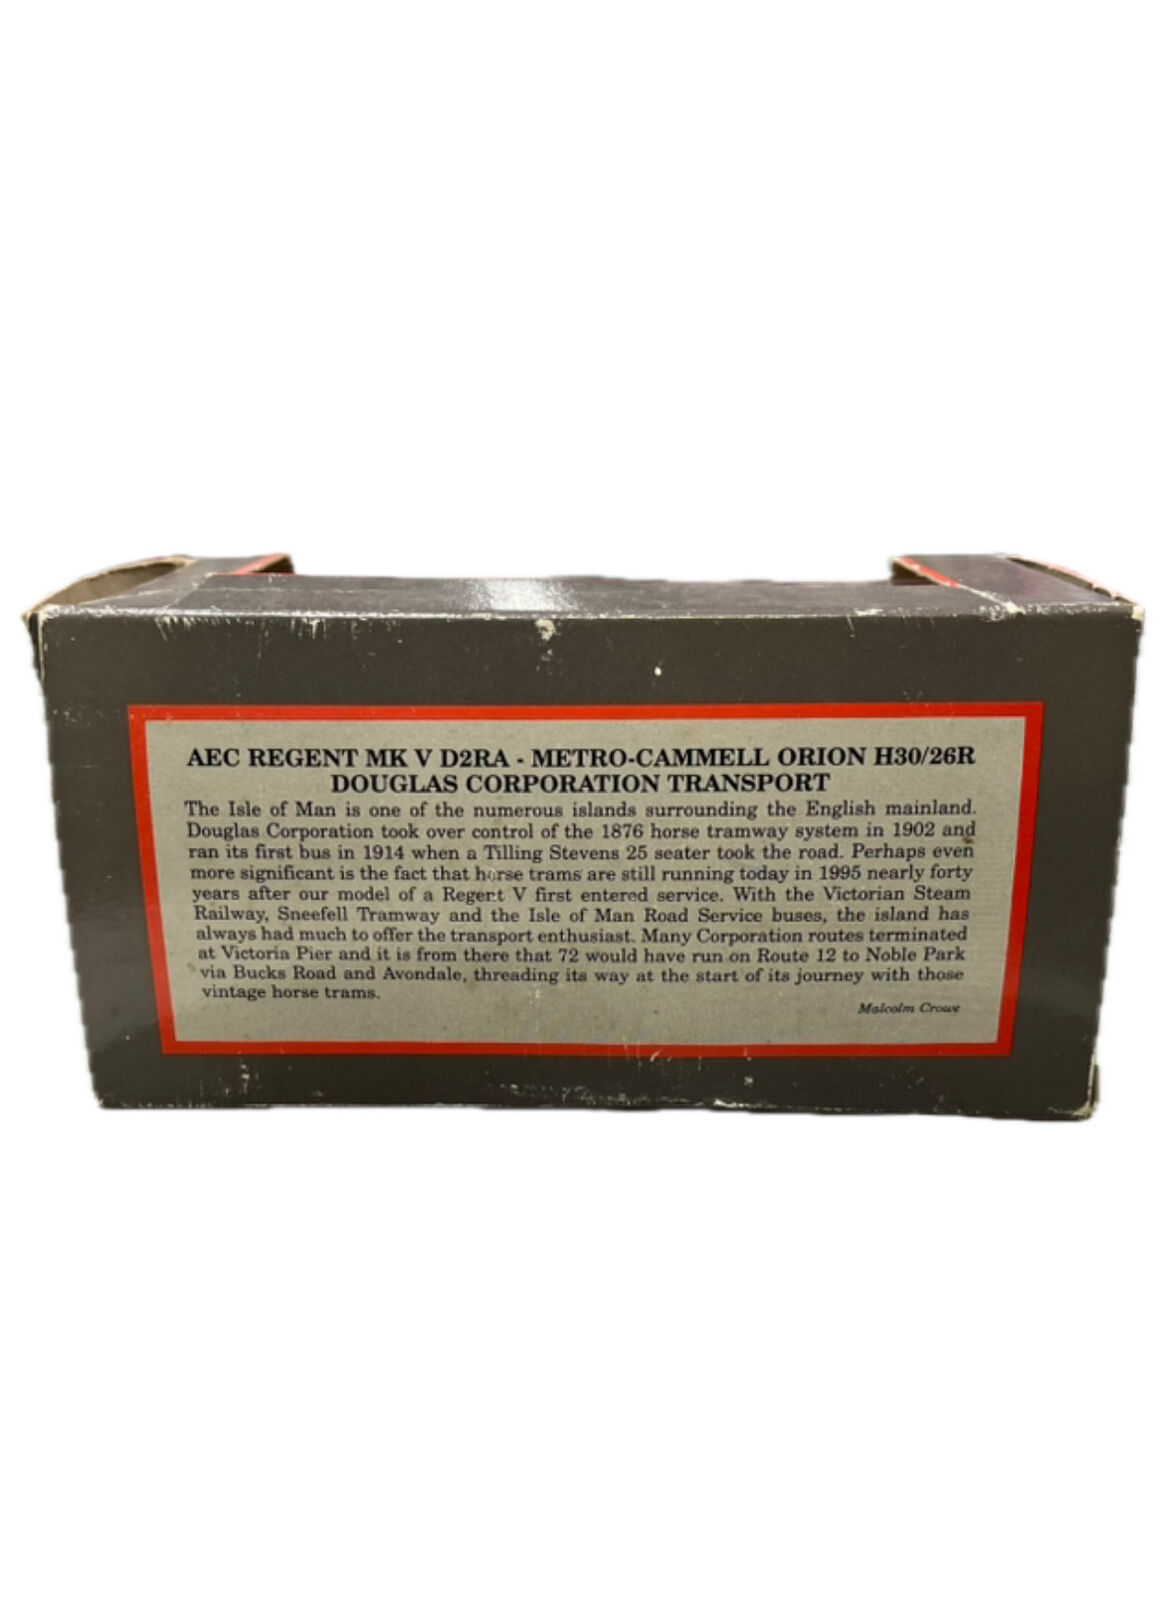 AEC REGENT MK V D2RA - METRO-CAMMELL ORION H30/26R
DOUGLAS CORPORATION TRANSPORT
The Isle of Man is one of the numerous islands surrounding the English mainland.
Douglas Corporation took over control of the 1876 horse tramway system in 1902 and
ran its first bus in 1914 when a Tilling Stevens 25 seater took the road. Perhaps even
more significant is the fact that horse trams are still running today in 1995 nearly forty
years after our model of a Regent V first entered service. With the Victorian Steam
Railway, Sneefell Tramway and the Isle of Man Road Service buses, the island has
always had much to offer the transport enthusiast. Many Corporation routes terminated
at Victoria Pier and it is from there that 72 would have run on Route 12 to Noble Park
via Bucks Road and Avondale, threading its way at the start of its journey with those
vintage horse trams.
Malcolm Crowe